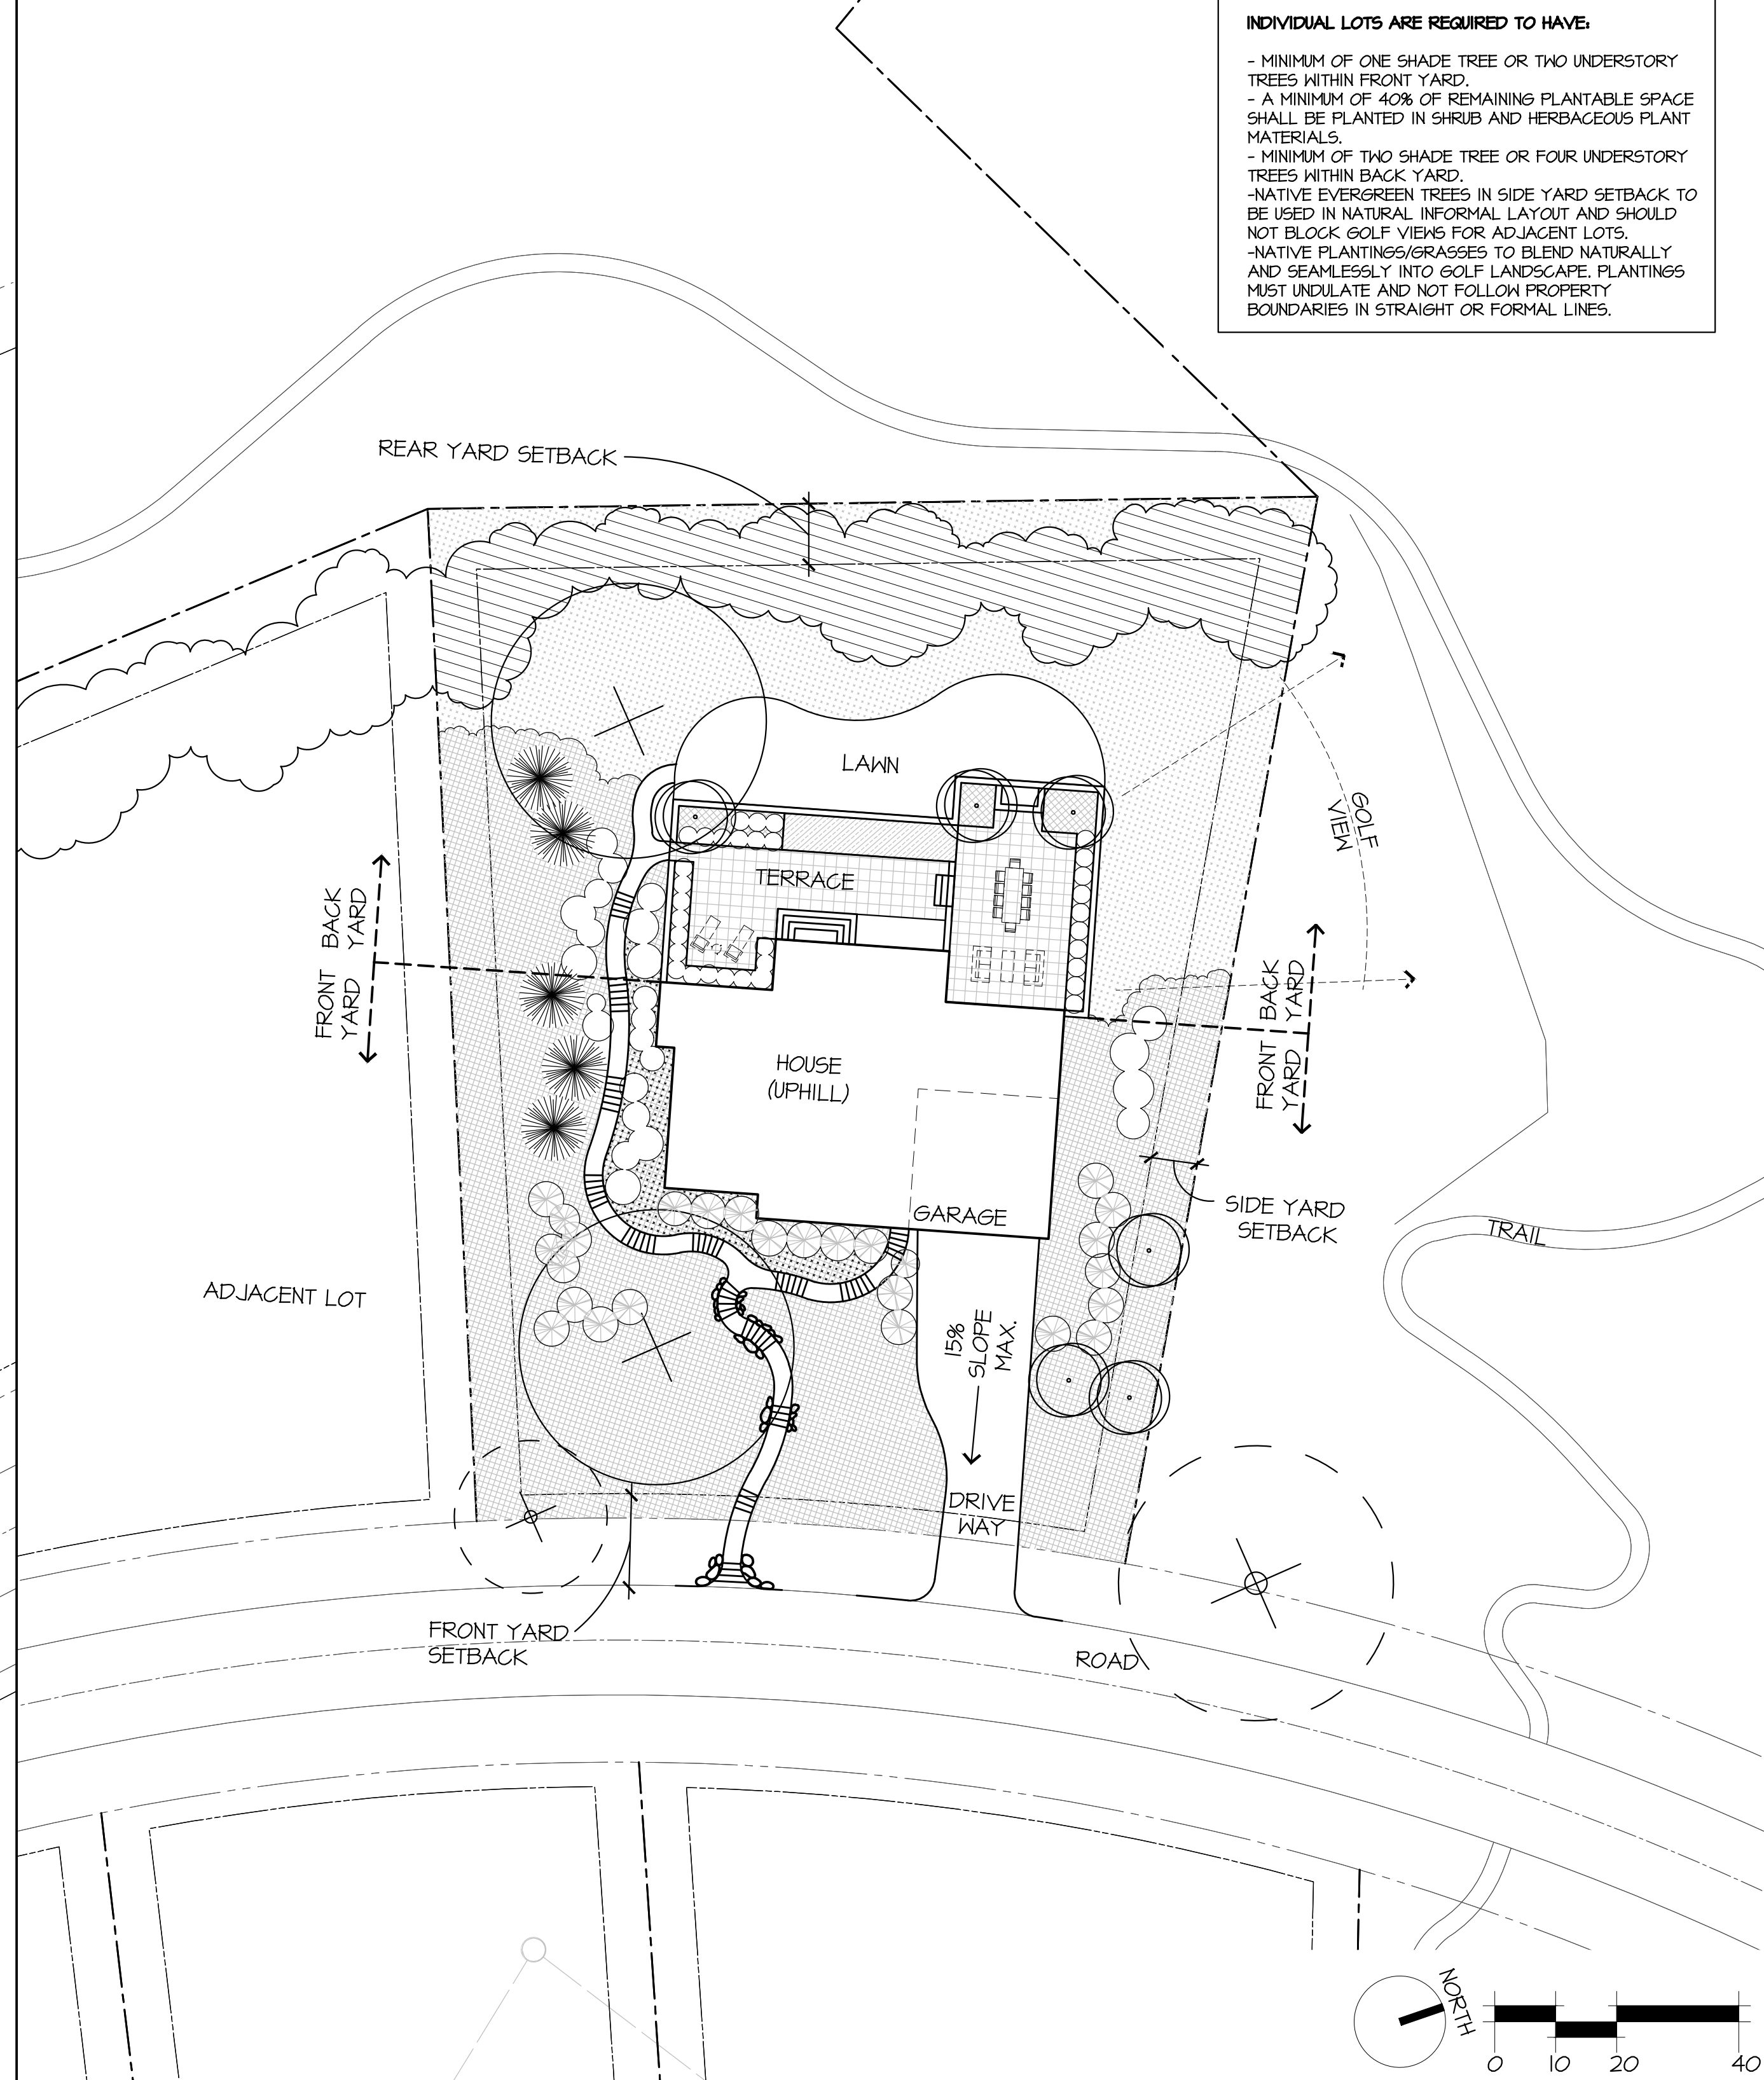 INDIVIDUAL LOTS ARE REQUIRED TO HAVE:
- MINIMUM OF ONE SHADE TREE OR TWO UNDERSTORY
TREES WITHIN FRONT YARD.
- A MINIMUM OF 40% OF REMAINING PLANTABLE SPACE
SHALL BE PLANTED IN SHRUB AND HERBACEOUS PLANT
MATERIALS.
- MINIMUM OF TWO SHADE TREE OR FOUR UNDERSTORY
TREES WITHIN BACK YARD.
-NATIVE EVERGREEN TREES IN SIDE YARD SETBACK TO
BE USED IN NATURAL INFORMAL LAYOUT AND SHOULD
NOT BLOCK GOLF VIEWS FOR ADJACENT LOTS.
-NATIVE PLANTINGS/GRASSES TO BLEND NATURALLY
AND SEAMLESSLY INTO GOLF LANDSCAPE. PLANTINGS
MUST UNDULATE AND NOT FOLLOW PROPERTY
BOUNDARIES IN STRAIGHT OR FORMAL LINES.
REAR YARD SETBACK
LAWN
GOLF
VIEW
TERRACE
BACK
YARD
FRONT
YARD
BACK
YARD
FRONT
YARD
HOUSE
(UPHILL)
GARAGE
SIDE YARD
SETBACK
TRAIL
ADJACENT LOT
15%
SLOPE
MAX.
DRIVE
WAY
FRONT YARD
SETBACK
ROAD
NORTH
0 10 20 40